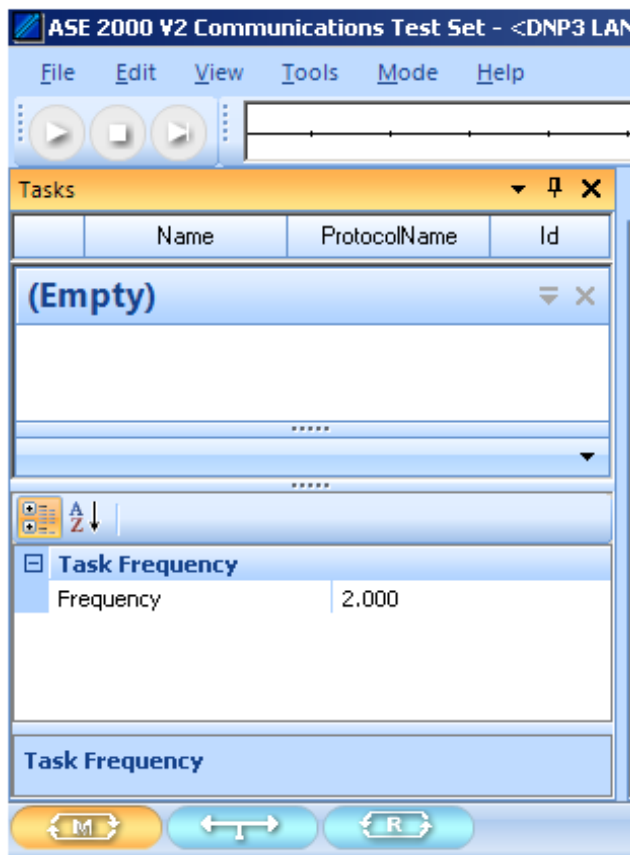 ASE 2000 V2 Communications Test Set - <DNP3 LAN
File Edit View Tools Mode Help
Tasks
Name ProtocolName Id
(Empty)
A
Z
Task Frequency
Frequency 2.000
Task Frequency
M R